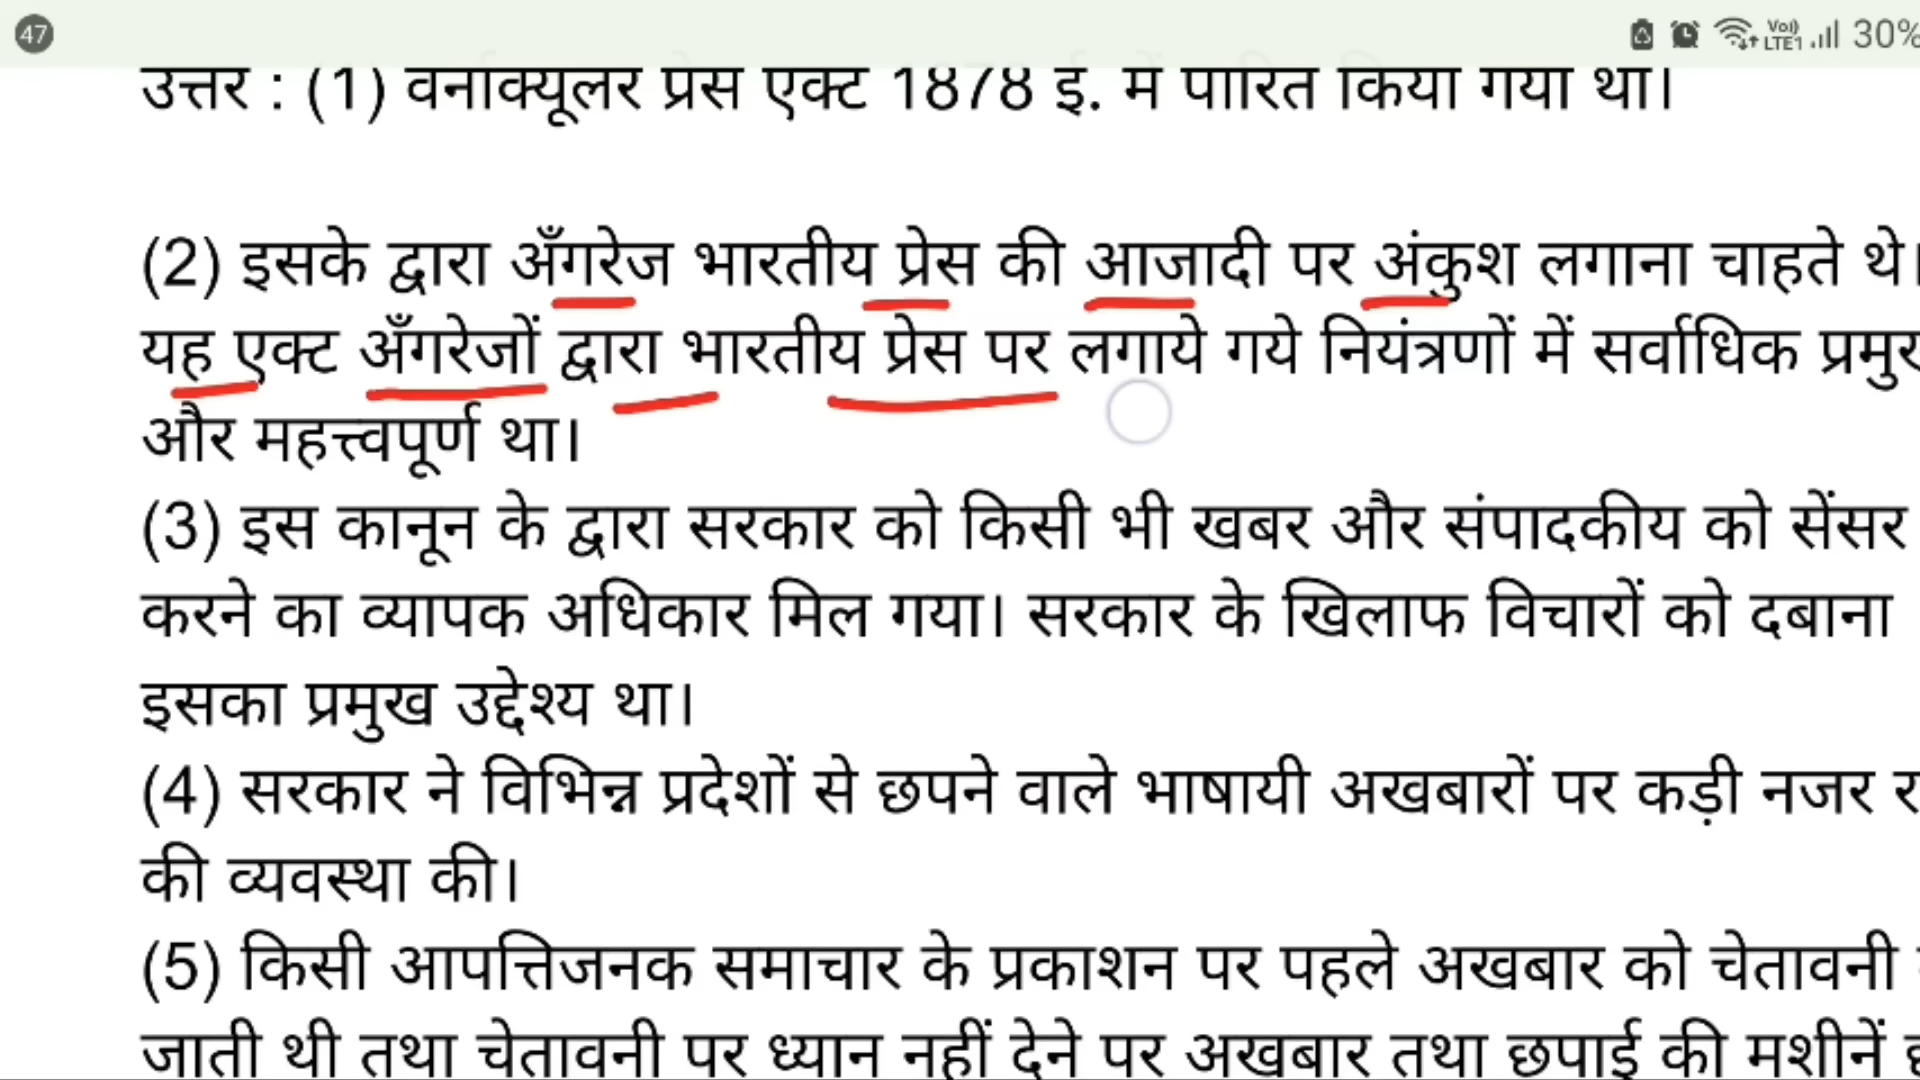 47
Vo) LTE1 30%
उत्तर : (1) वर्नाक्यूलर प्रेस एक्ट 1878 ई. में पारित किया गया था।
(2) इसके द्वारा अँगरेज भारतीय प्रेस की आजादी पर अंकुश लगाना चाहते थे।
यह एक्ट अँगरेजों द्वारा भारतीय प्रेस पर लगाये गये नियंत्रणों में सर्वाधिक
और महत्त्वपूर्ण था।
(3) इस कानून के द्वारा सरकार को किसी भी खबर और संपादकीय को सेंसर
करने का व्यापक अधिकार मिल गया। सरकार के खिलाफ विचारों को दबाना
इसका प्रमुख उद्देश्य था।
(4) सरकार ने विभिन्न प्रदेशों से छपने वाले भाषायी अखबारों पर कड़ी नजर
की व्यवस्था की।
(5) किसी आपत्तिजनक समाचार के प्रकाशन पर पहले अखबार को चेतावनी
जाती थी तथा चेतावनी पर ध्यान नहीं देने पर अखबार तथा छपाई की मशीनें